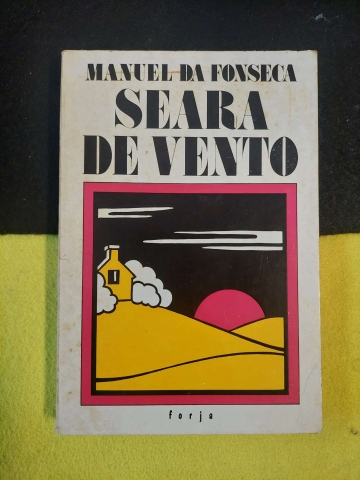 MANUEL DA FONSECA
SEARA
DE VENTO
forja